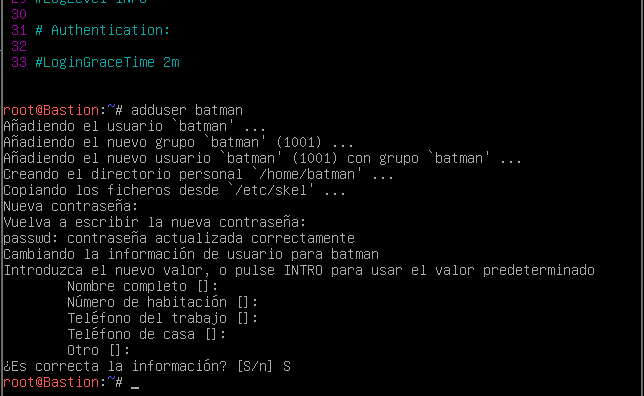 29 #LogLevel INFO
30
31 # Authentication:
32
33 #LoginGraceTime 2m
root@Bastion:~# adduser batman
Añadiendo el usuario `batman' ...
Añadiendo el nuevo grupo `batman' (1001) ...
Añadiendo el nuevo usuario `batman' (1001) con grupo `batman' ...
Creando el directorio personal `/home/batman' ...
Copiando los ficheros desde `/etc/skel' ...
Nueva contraseña:
Vuelva a escribir la nueva contraseña:
passwd: contraseña actualizada correctamente
Cambiando la información de usuario para batman
Introduzca el nuevo valor, o pulse INTRO para usar el valor predeterminado
Nombre completo []:
Número de habitación []:
Teléfono del trabajo []:
Teléfono de casa []:
Otro []:
¿Es correcta la información? [S/n] S
root@Bastion:~# _